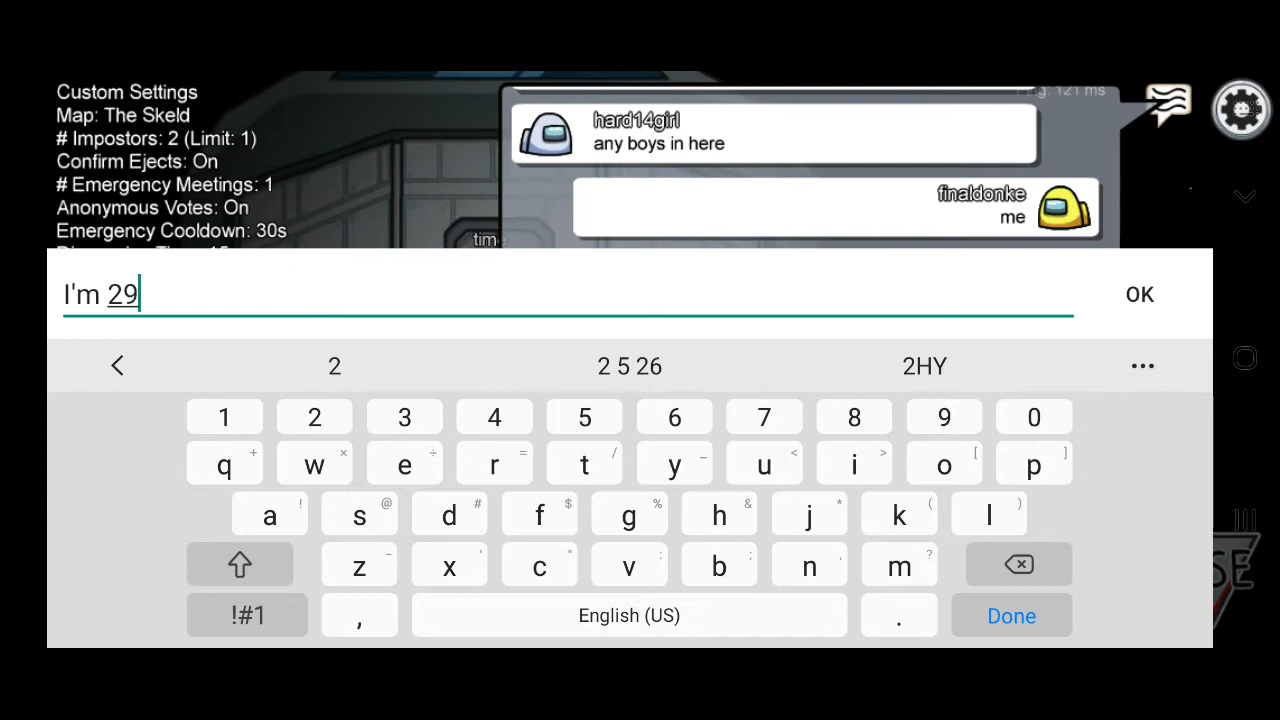 Custom Settings
Map: The Skeld
# Impostors: 2 (Limit: 1)
Confirm Ejects: On
# Emergency Meetings: 1
Anonymous Votes: On
Emergency Cooldown: 30s
Ping: 121 ms
hard14girl
any boys in here
finaldonke
me
time
I'm 29
OK
2
2 5 26
2HY
...
1 2 3 4 5 6 7 8 9 0
q + w × e ÷ r = t / y _ u < i > o [ p ]
a ! s @ d # f $ g % h & j * k ( l )
z - x ' c " v : b ; n , m ?
!#1 , English (US) . Done
SE